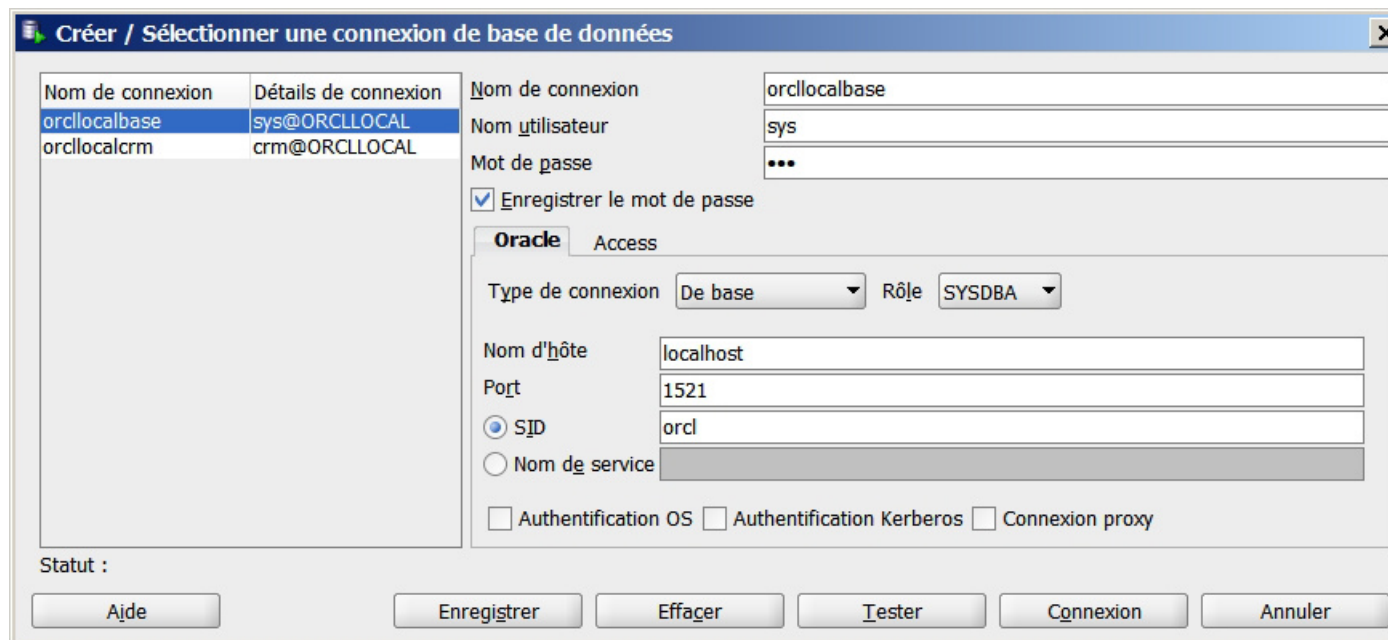 Créer / Sélectionner une connexion de base de données
Nom de connexion Détails de connexion
orcllocalbase sys@ORCLLOCAL
orcllocalcrm crm@ORCLLOCAL
Nom de connexion orcllocalbase
Nom utilisateur sys
Mot de passe •••
Enregistrer le mot de passe
Oracle Access
Type de connexion De base Rôle SYSDBA
Nom d'hôte localhost
Port 1521
SID orcl
Nom de service
Authentification OS Authentification Kerberos Connexion proxy
Statut :
Aide Enregistrer Effaçer Tester Connexion Annuler